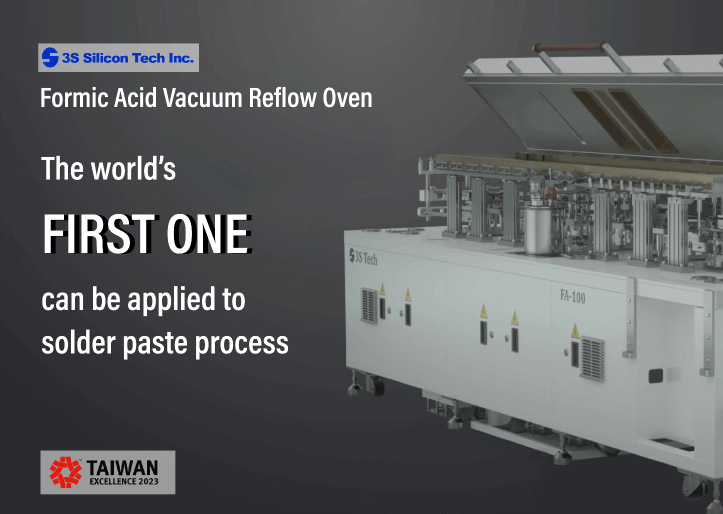 3S Silicon Tech Inc.
Formic Acid Vacuum Reflow Oven
The world's
FIRST ONE
can be applied to
solder paste process
3S Tech
FA-100
TAIWAN
EXCELLENCE 2023